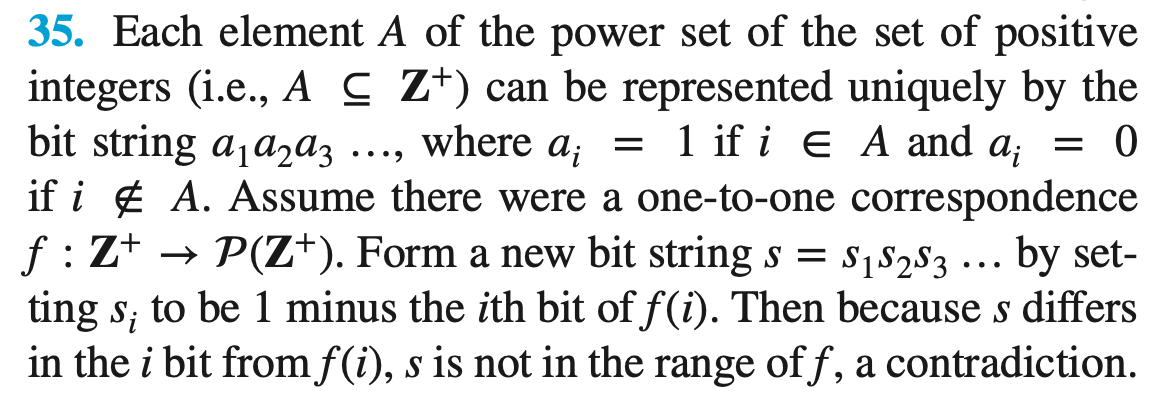 35. Each element A of the power set of the set of positive
integers (i.e., A ⊆ Z⁺) can be represented uniquely by the
bit string a₁a₂a₃ …, where aᵢ = 1 if i ∈ A and aᵢ = 0
if i ∉ A. Assume there were a one-to-one correspondence
f : Z⁺ → 𝒫(Z⁺). Form a new bit string s = s₁s₂s₃ … by set-
ting sᵢ to be 1 minus the ith bit of f(i). Then because s differs
in the i bit from f(i), s is not in the range of f, a contradiction.